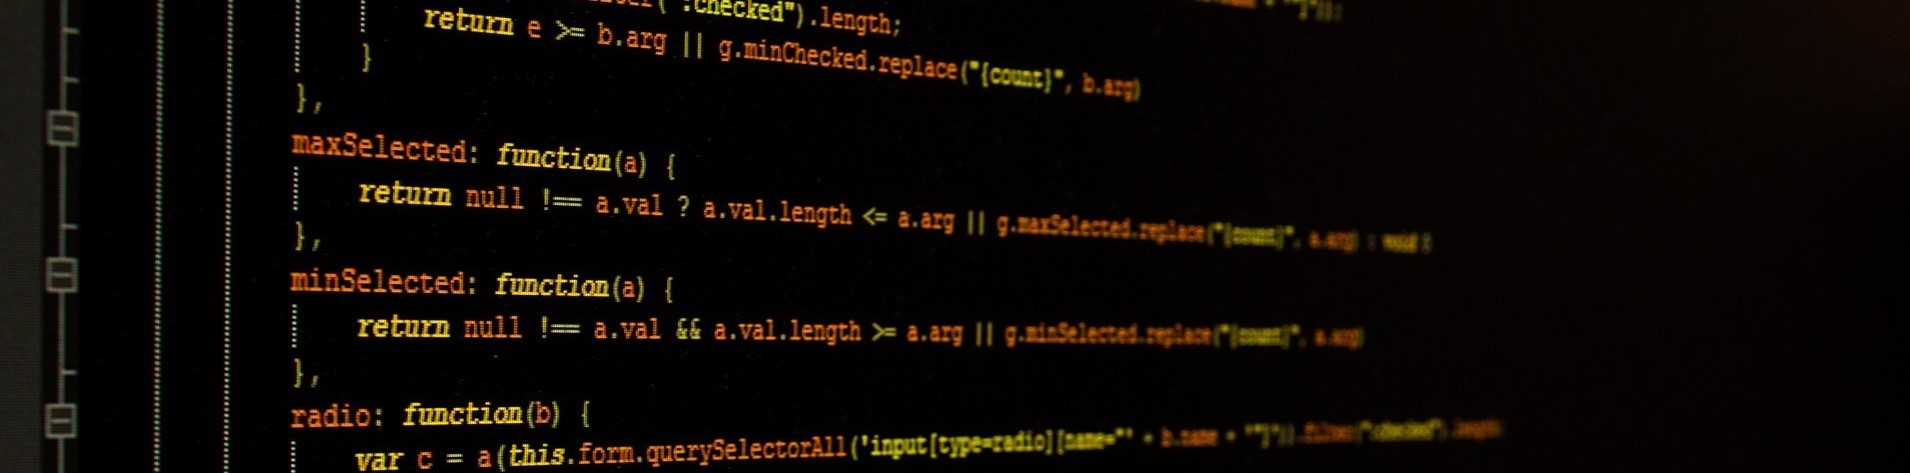 :checked").length;
return e >= b.arg || g.minChecked.replace("{count}", b.arg)
}
},
maxSelected: function(a) {
return null !== a.val ? a.val.length <= a.arg || g.maxSelected.replace("{count}", a.arg) : void
},
minSelected: function(a) {
return null !== a.val && a.val.length >= a.arg || g.minSelected.replace("{count}", a.arg)
},
radio: function(b) {
var c = a(this.form.querySelectorAll('input[type=radio][name="' + b.name + '"]')).filter(":checked").length